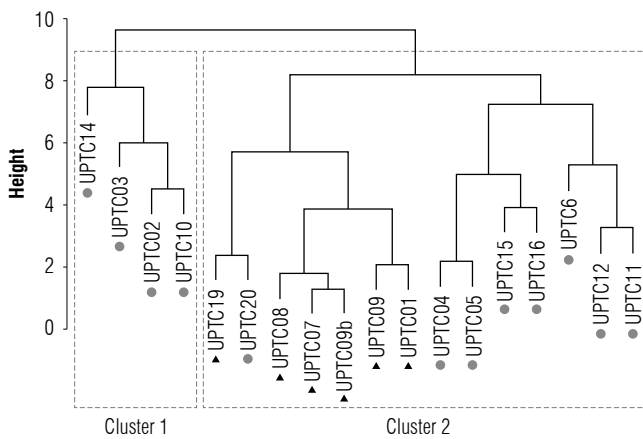 10
8
6
4
2
0
Height
UPTC14
UPTC03
UPTC02
UPTC10
UPTC19
UPTC20
UPTC08
UPTC07
UPTC09b
UPTC09
UPTC01
UPTC04
UPTC05
UPTC15
UPTC16
UPTC6
UPTC12
UPTC11
Cluster 1
Cluster 2